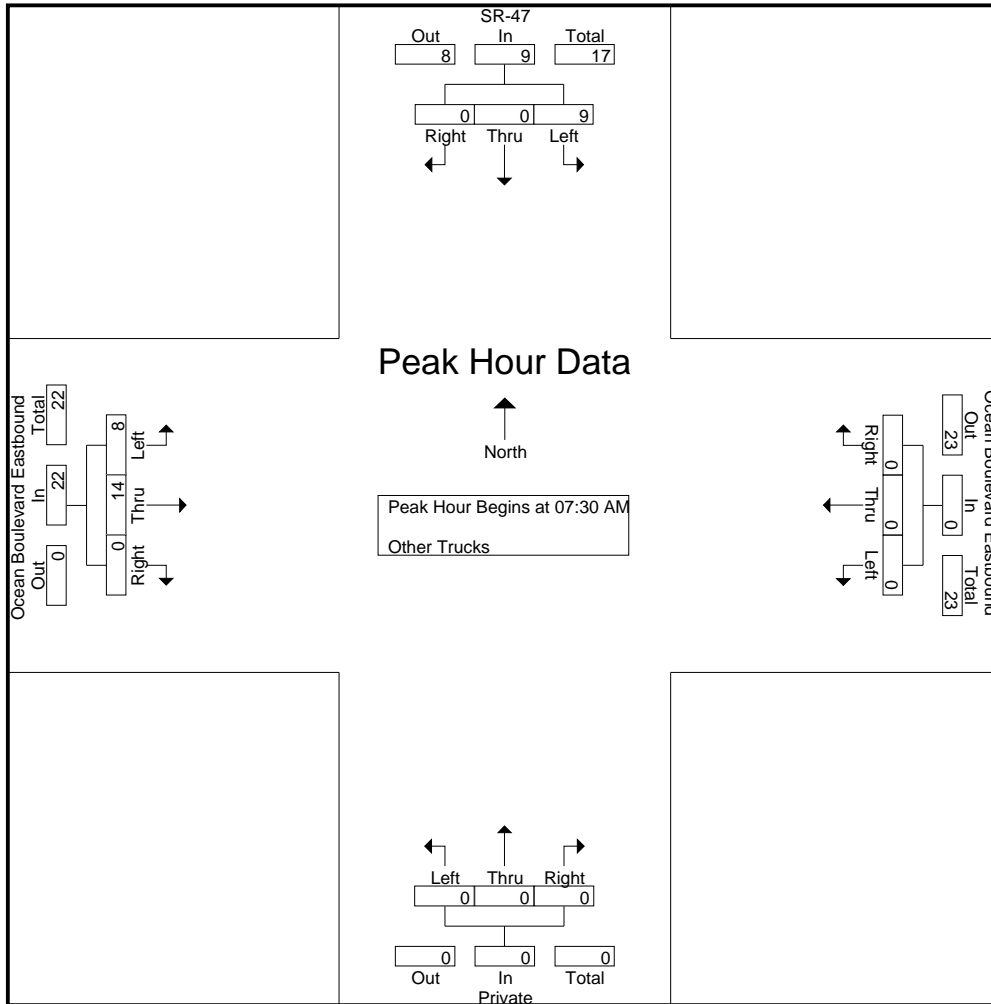 SR-47
Out In Total
8 9 17
0 0 9
Right Thru Left
Peak Hour Data
North
Peak Hour Begins at 07:30 AM
Other Trucks
Ocean Boulevard Eastbound
Out In Total
0 22 22
8 14 0
Left Thru Right
Ocean Boulevard Eastbound
Out In Total
23 0 23
0 0 0
Right Thru Left
Left Thru Right
0 0 0
0 0 0
Out In Total
Private